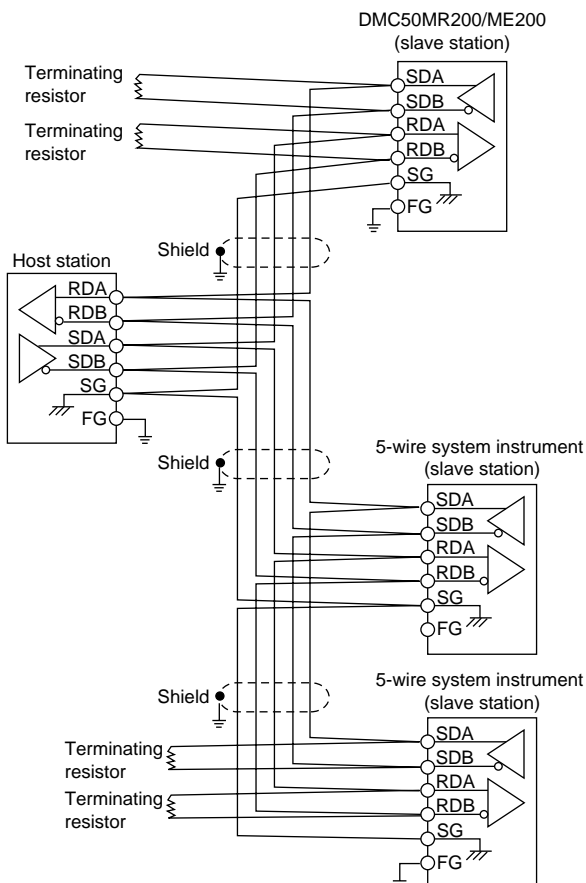 DMC50MR200/ME200
(slave station)
Terminating
resistor
SDA
SDB
Terminating
resistor
RDA
RDB
SG
FG
Shield
Host station
RDA
RDB
SDA
SDB
SG
FG
Shield
5-wire system instrument
(slave station)
SDA
SDB
RDA
RDB
SG
FG
Shield
5-wire system instrument
(slave station)
Terminating
resistor
SDA
SDB
Terminating
resistor
RDA
RDB
SG
FG